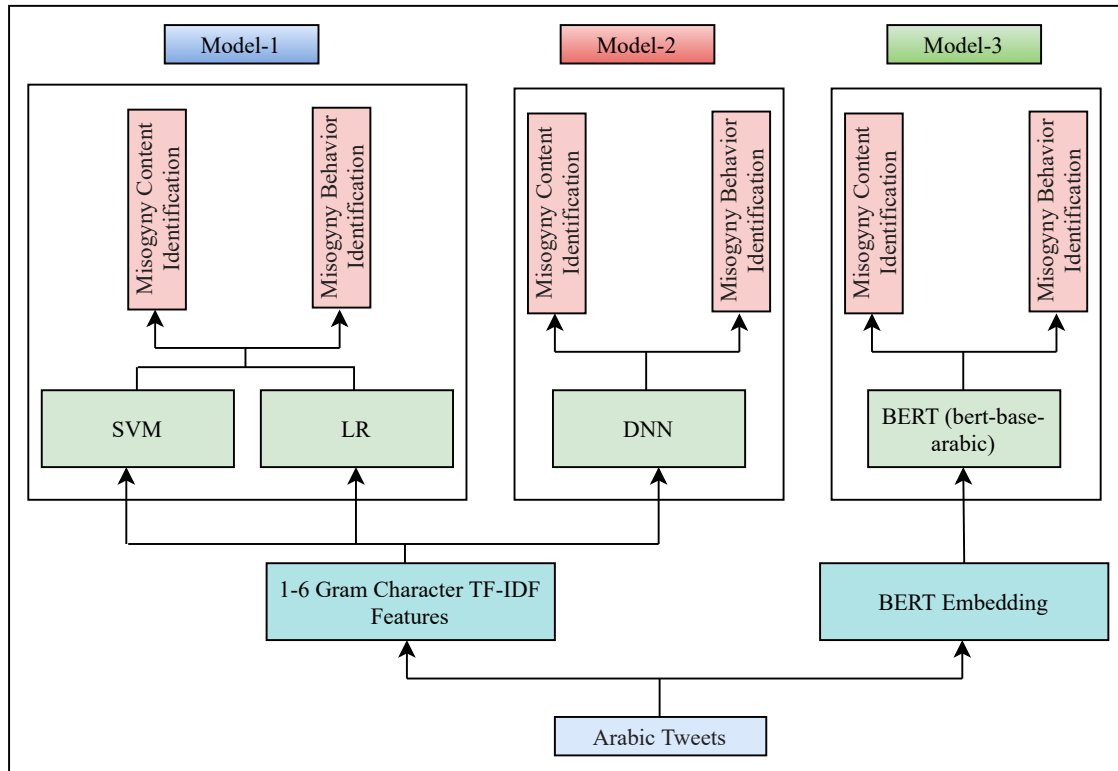 Model-1
Model-2
Model-3
Misogyny Content
Identification
Misogyny Behavior
Identification
Misogyny Content
Identification
Misogyny Behavior
Identification
Misogyny Content
Identification
Misogyny Behavior
Identification
SVM
LR
DNN
BERT (bert-base-
arabic)
1-6 Gram Character TF-IDF
Features
BERT Embedding
Arabic Tweets